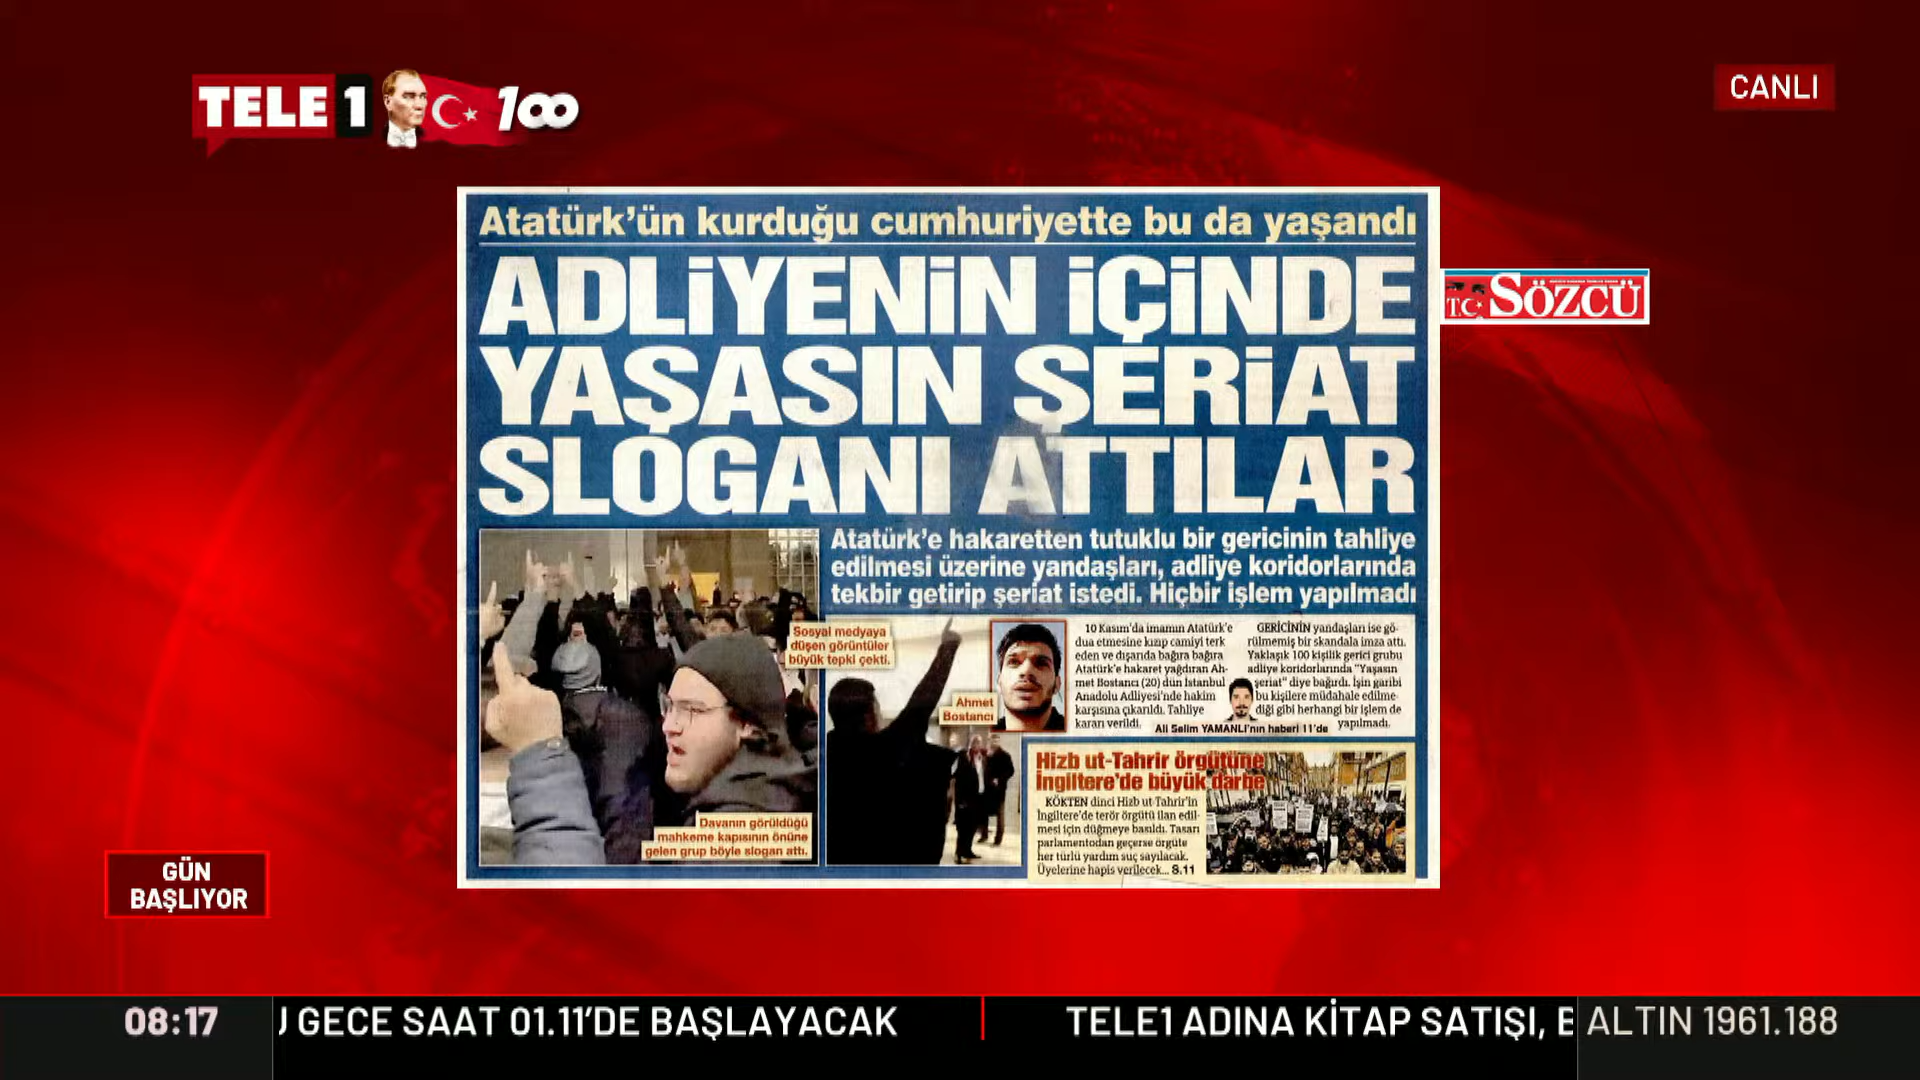 TELE 1
100
CANLI
Atatürk'ün kurduğu cumhuriyette bu da yaşandı
ADLİYENİN İÇİNDE
YAŞASIN ŞERİAT
SLOGANI ATTILAR
T.C. SÖZCÜ
Atatürk'e hakaretten tutuklu bir gericinin tahliye
edilmesi üzerine yandaşları, adliye koridorlarında
tekbir getirip şeriat istedi. Hiçbir işlem yapılmadı
Sosyal medyaya
düşen görüntüler
büyük tepki çekti.
Ahmet
Bostancı
10 Kasım'da imamın Atatürk'e
dua etmesine kızıp camiyi terk
eden ve dışarıda bağıra bağıra
Atatürk'e hakaret yağdıran Ah-
met Bostancı (20) dün İstanbul
Anadolu Adliyesi'nde hakim
karşısına çıkarıldı. Tahliye
kararı verildi.
GERİCİNİN yandaşları ise gö-
rülmemiş bir skandala imza attı.
Yaklaşık 100 kişilik gerici grubu
adliye koridorlarında "Yaşasın
şeriat" diye bağırdı. İşin garibi
bu kişilere müdahale edilme-
diği gibi herhangi bir işlem de
yapılmadı.
Ali Selim YAMANLI'nın haberi 11'de
Davanın görüldüğü
mahkeme kapısının önüne
gelen grup böyle slogan attı.
Hizb ut-Tahrir örgütüne
İngiltere'de büyük darbe
KÖKTEN dinci Hizb ut-Tahrir'in
İngiltere'de terör örgütü ilan edil-
mesi için düğmeye basıldı. Tasarı
parlamentodan geçerse örgüte
her türlü yardım suç sayılacak.
Üyelerine hapis verilecek... S.11
GÜN
BAŞLIYOR
08:17
GECE SAAT 01.11'DE BAŞLAYACAK
TELE1 ADINA KİTAP SATIŞI,
ALTIN 1961.188